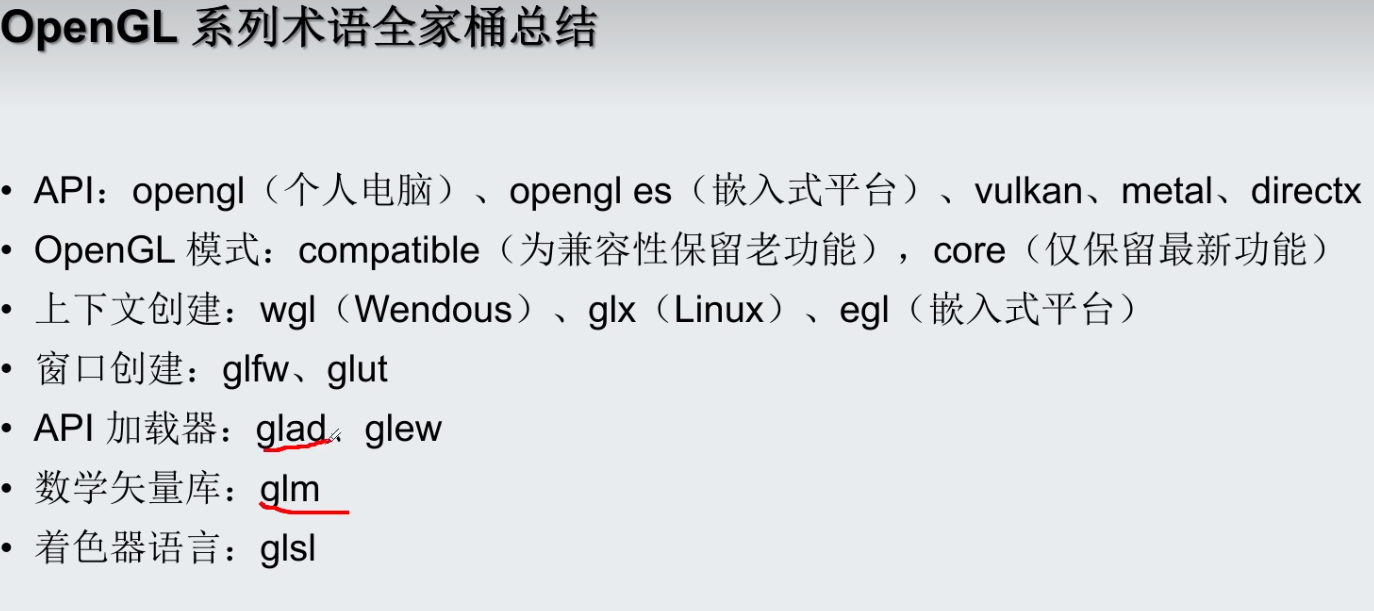 OpenGL 系列术语全家桶总结
• API：opengl（个人电脑）、opengl es（嵌入式平台）、vulkan、metal、directx
• OpenGL 模式：compatible（为兼容性保留老功能），core（仅保留最新功能）
• 上下文创建：wgl（Wendous）、glx（Linux）、egl（嵌入式平台）
• 窗口创建：glfw、glut
• API 加载器：glad、glew
• 数学矢量库：glm
• 着色器语言：glsl